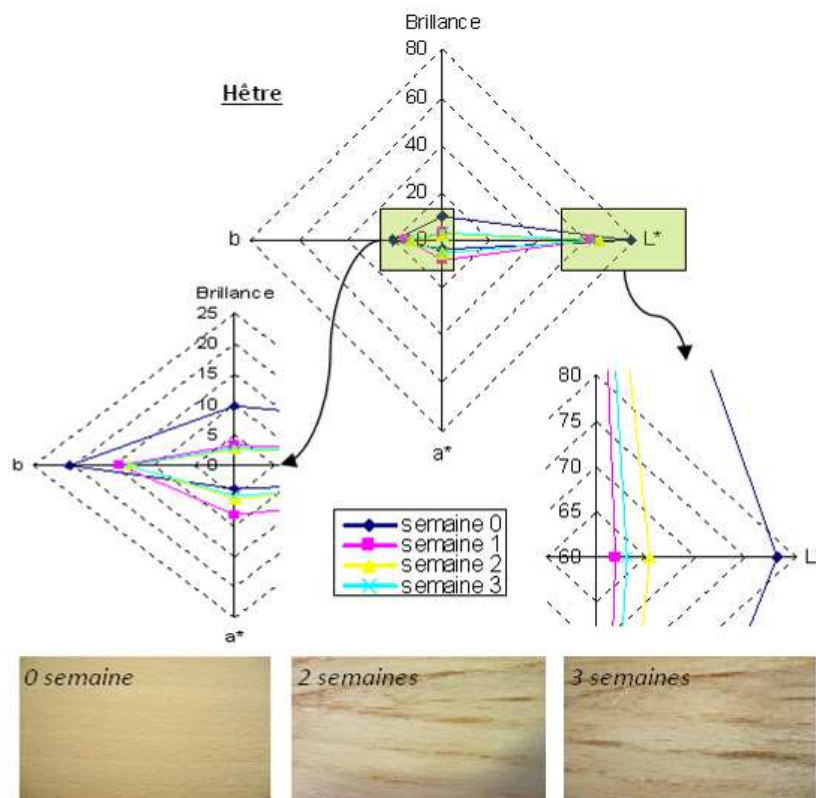 Brillance
80
Hêtre
60
40
20
b
0
L*
Brillance
25
20
15
10
5
b
0
a*
a*
80
75
70
65
60
L*
semaine 0
semaine 1
semaine 2
semaine 3
0 semaine
2 semaines
3 semaines